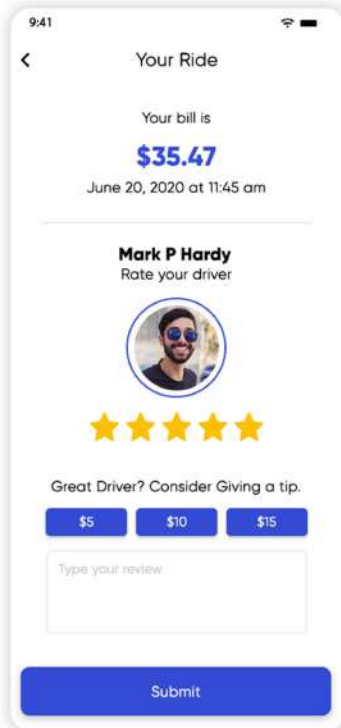 9:41
Your Ride
Your bill is
$35.47
June 20, 2020 at 11:45 am
Mark P Hardy
Rate your driver
Great Driver? Consider Giving a tip.
$5 $10 $15
Type your review
Submit